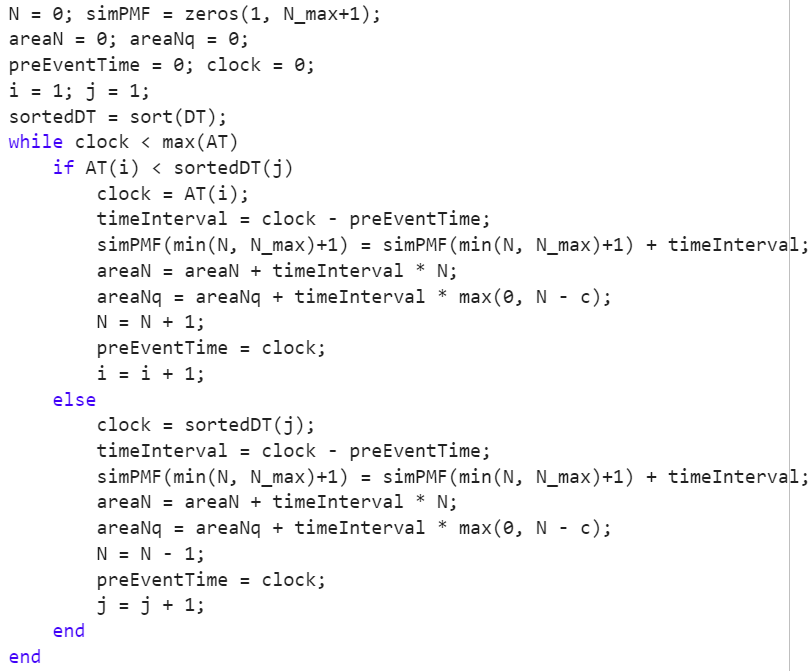 N = 0; simPMF = zeros(1, N_max+1);
areaN = 0; areaNq = 0;
preEventTime = 0; clock = 0;
i = 1; j = 1;
sortedDT = sort(DT);
while clock < max(AT)
    if AT(i) < sortedDT(j)
        clock = AT(i);
        timeInterval = clock - preEventTime;
        simPMF(min(N, N_max)+1) = simPMF(min(N, N_max)+1) + timeInterval;
        areaN = areaN + timeInterval * N;
        areaNq = areaNq + timeInterval * max(0, N - c);
        N = N + 1;
        preEventTime = clock;
        i = i + 1;
    else
        clock = sortedDT(j);
        timeInterval = clock - preEventTime;
        simPMF(min(N, N_max)+1) = simPMF(min(N, N_max)+1) + timeInterval;
        areaN = areaN + timeInterval * N;
        areaNq = areaNq + timeInterval * max(0, N - c);
        N = N - 1;
        preEventTime = clock;
        j = j + 1;
    end
end